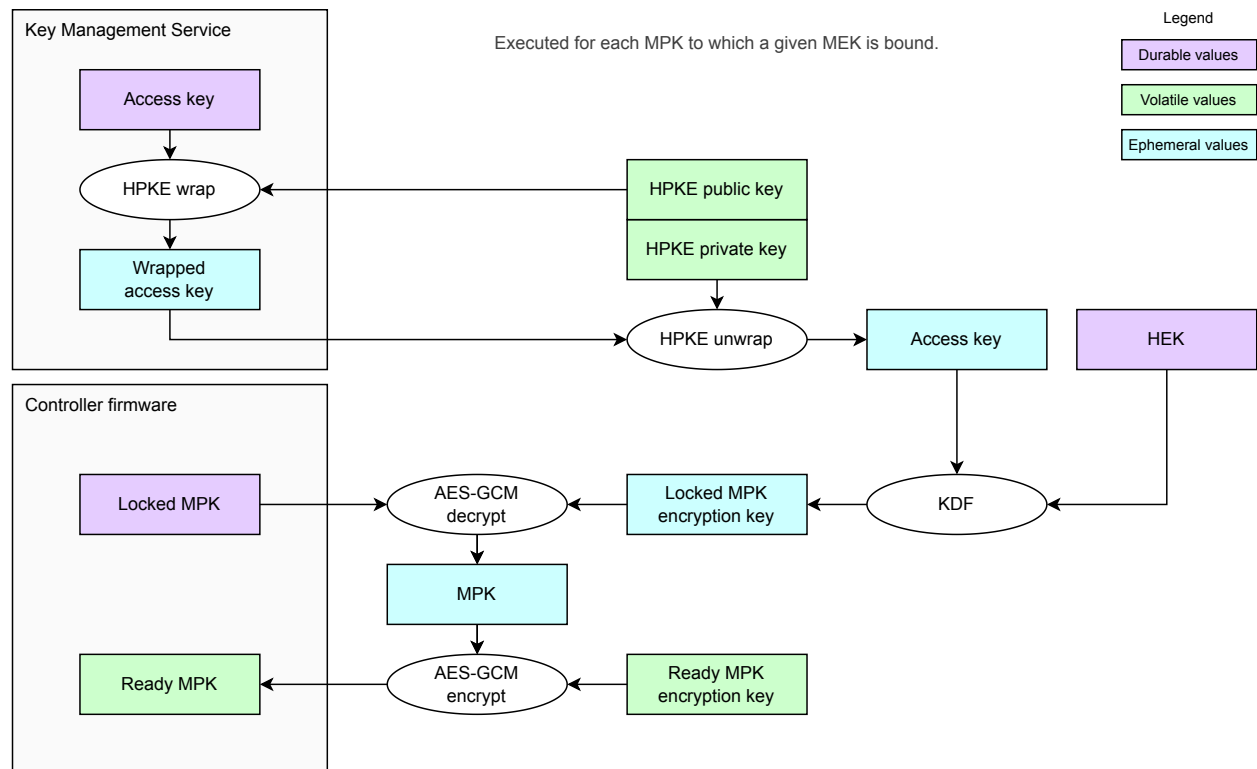 Key Management Service
Executed for each MPK to which a given MEK is bound.
Legend
Durable values
Volatile values
Ephemeral values
Access key
HPKE wrap
Wrapped
access key
HPKE public key
HPKE private key
HPKE unwrap
Access key
HEK
Controller firmware
Locked MPK
AES-GCM
decrypt
Locked MPK
encryption key
KDF
MPK
Ready MPK
AES-GCM
encrypt
Ready MPK
encryption key